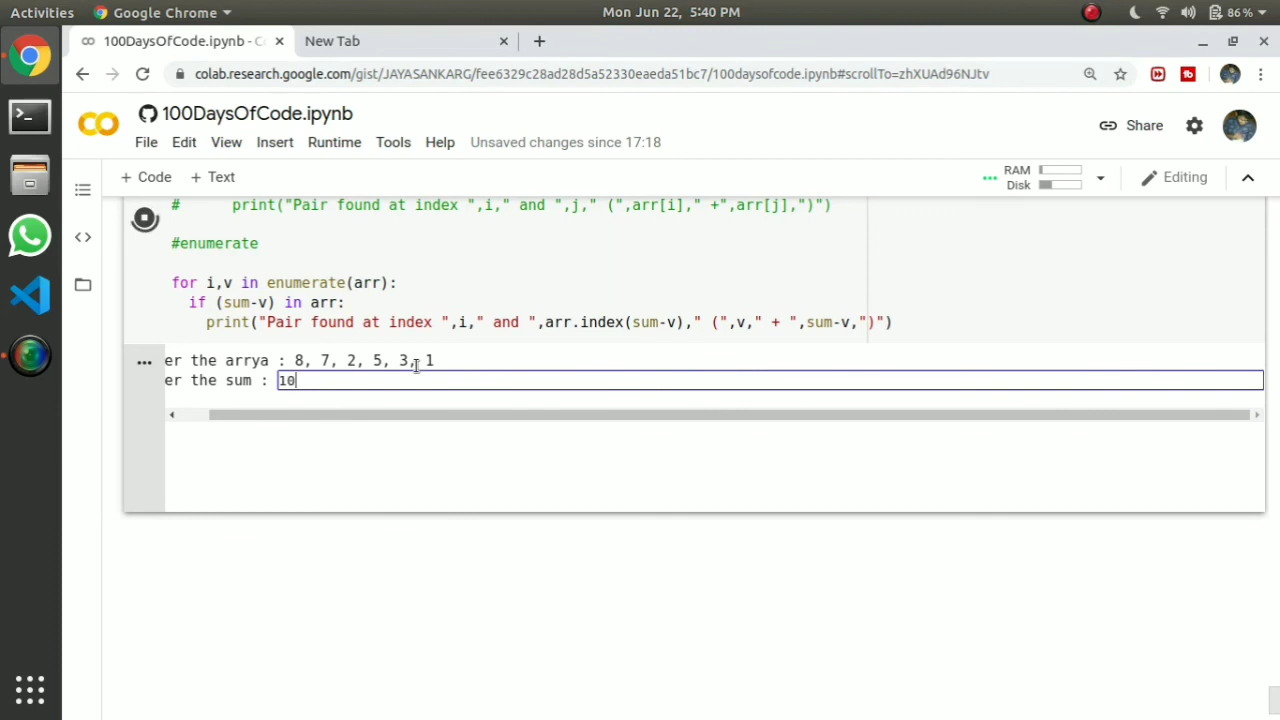 Activities Google Chrome Mon Jun 22, 5:40 PM 86%
100DaysOfCode.ipynb - C New Tab
colab.research.google.com/gist/JAYASANKARG/fee6329c28ad28d5a52330eaeda51bc7/100daysofcode.ipynb#scrollTo=zhXUAd96NJtv
100DaysOfCode.ipynb
Share
File Edit View Insert Runtime Tools Help Unsaved changes since 17:18
+ Code + Text RAM Editing
Disk
# print("Pair found at index ",i," and ",j," (",arr[i]," +",arr[j],")")
#enumerate
for i,v in enumerate(arr):
if (sum-v) in arr:
print("Pair found at index ",i," and ",arr.index(sum-v)," (",v," + ",sum-v,")")
er the arrya : 8, 7, 2, 5, 3, 1
er the sum : 10